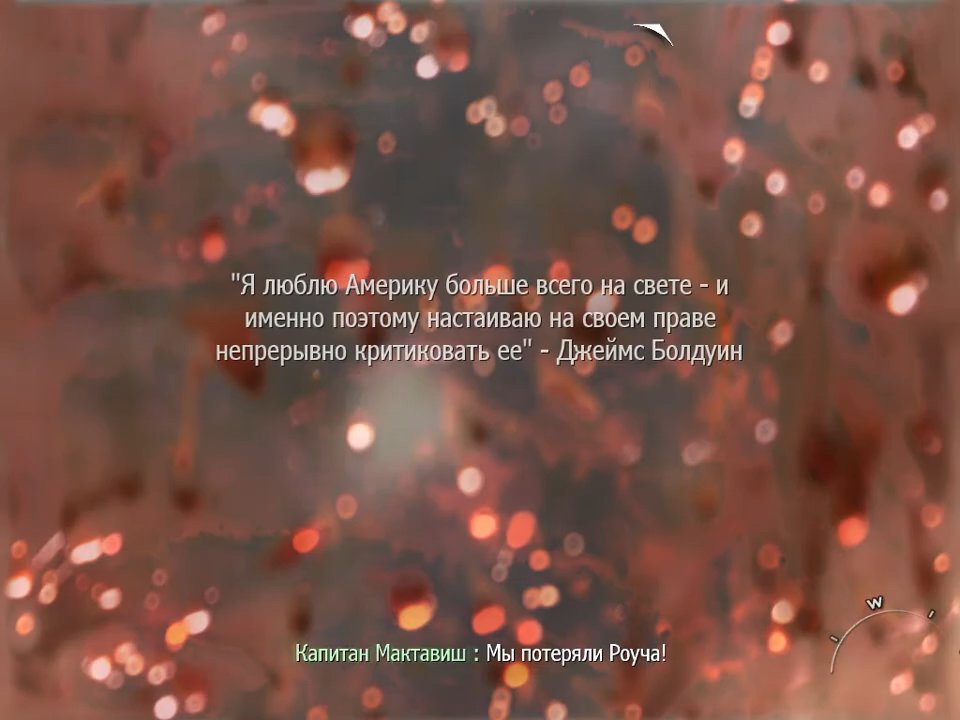 "Я люблю Америку больше всего на свете - и
именно поэтому настаиваю на своем праве
непрерывно критиковать ее" - Джеймс Болдуин
W
Капитан Мактавиш : Мы потеряли Роуча!